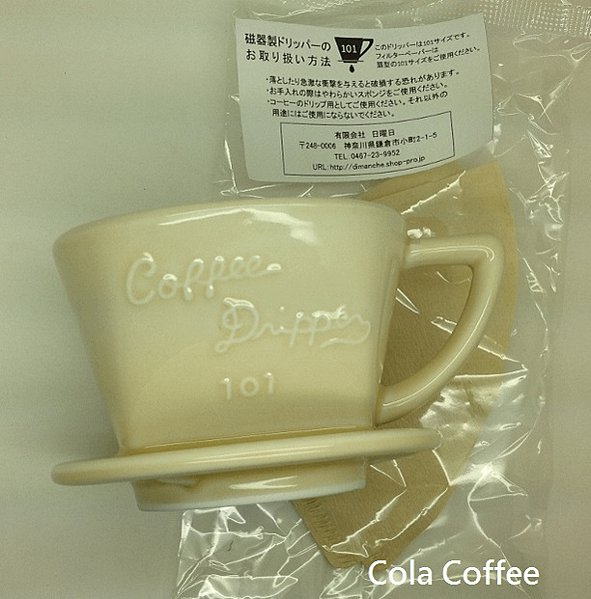 磁器製ドリッパーの
お取り扱い方法
101
このドリッパーは101サイズです。
フィルターペーパーは
扇型の101サイズをご使用ください。
・落としたり急激な衝撃を与えると破損する恐れがあります。
・お手入れの際はやわらかいスポンジをご使用ください。
・コーヒーのドリップ用としてご使用ください。それ以外の
用途にはご使用にならないでください。
有限会社 日曜日
〒248-0006 神奈川県鎌倉市小町2-1-5
TEL 0467-23-9952
URL:http://dimanche.shop-pro.jp
Coffee
Dripper
101
Cola Coffee